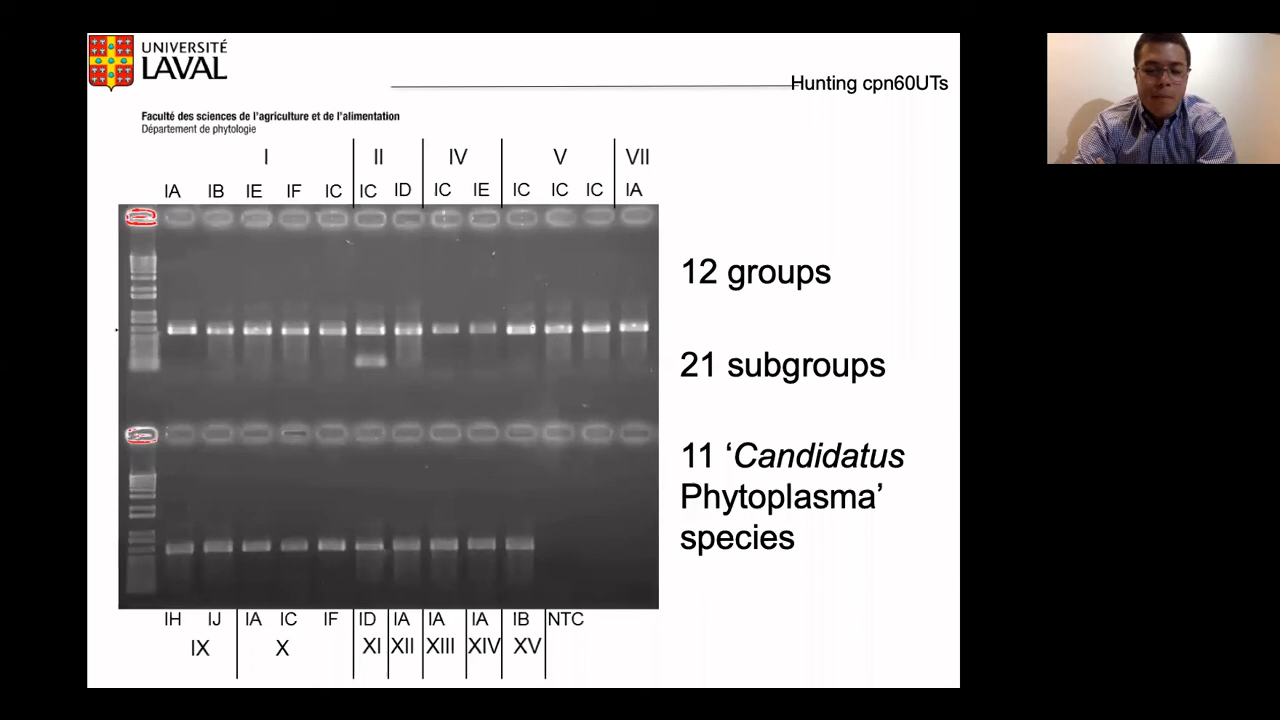 UNIVERSITÉ
LAVAL
Hunting cpn60UTs
Faculté des sciences de l'agriculture et de l'alimentation
Département de phytologie
I II IV V VII
IA IB IE IF IC IC ID IC IE IC IC IC IA
12 groups
21 subgroups
11 ‘Candidatus
Phytoplasma’
species
IH IJ IA IC IF ID IA IA IA IB NTC
IX X XI XII XIII XIV XV